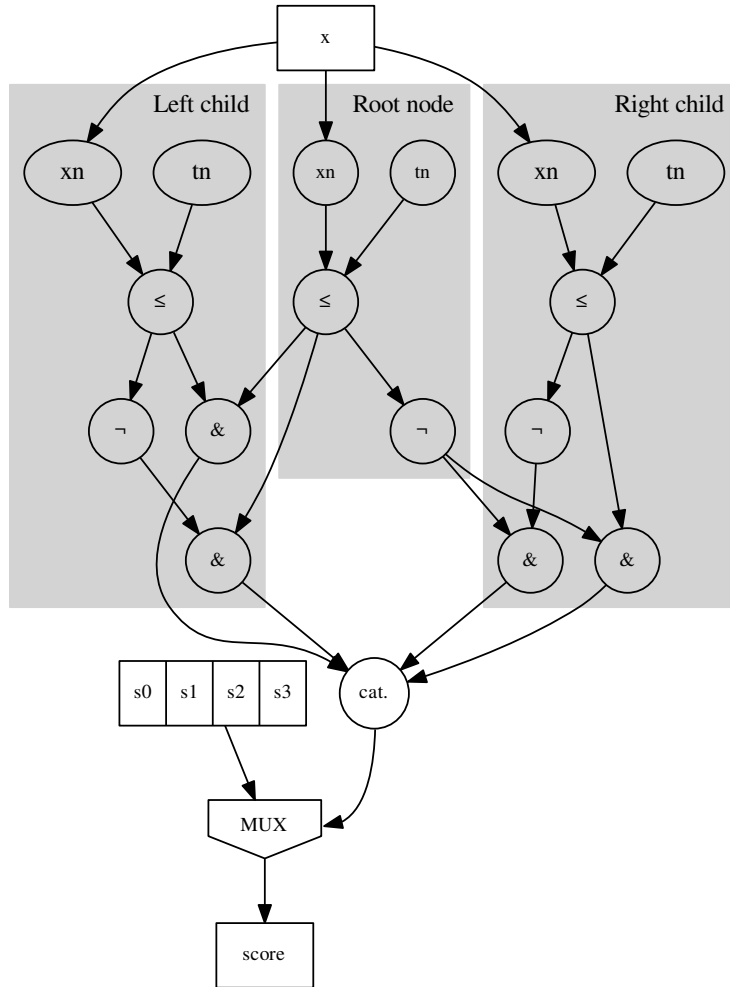 x
Left child
Root node
Right child
xn
tn
xn
tn
xn
tn
≤
≤
≤
¬
&
¬
¬
&
&
&
s0 s1 s2 s3
cat.
MUX
score